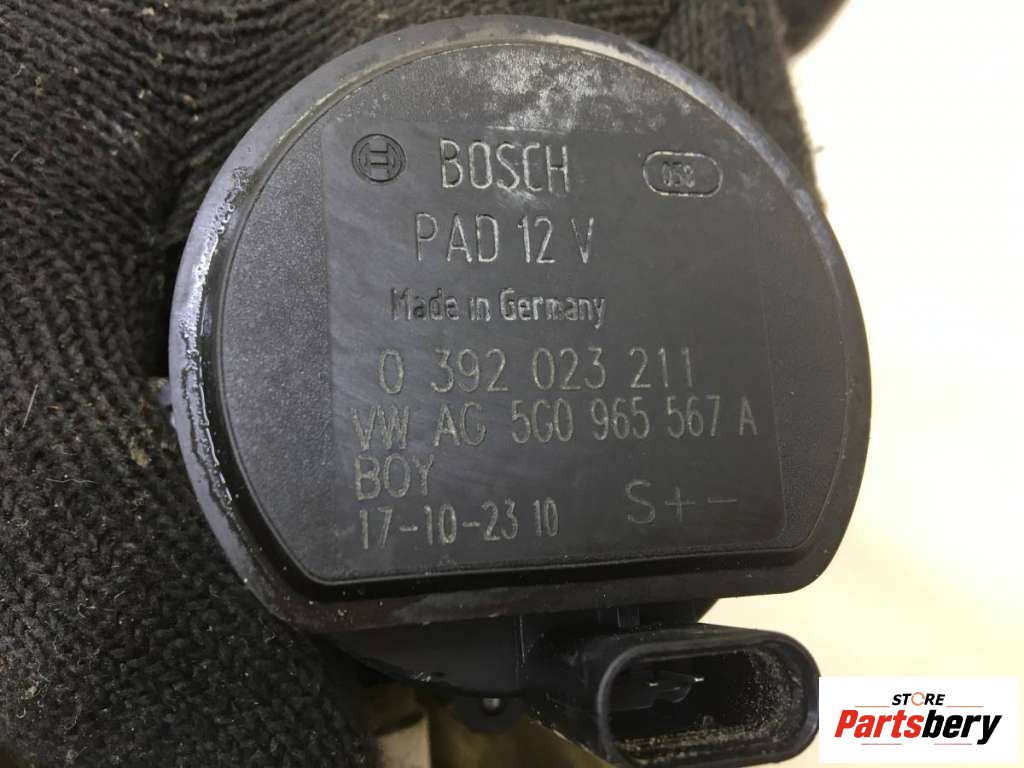 BOSCH 058
PAD 12 V
Made in Germany
0 392 023 211
VW AG 5G0 965 567 A
BOY
17-10-23 10 S + -
STORE
Partsbery